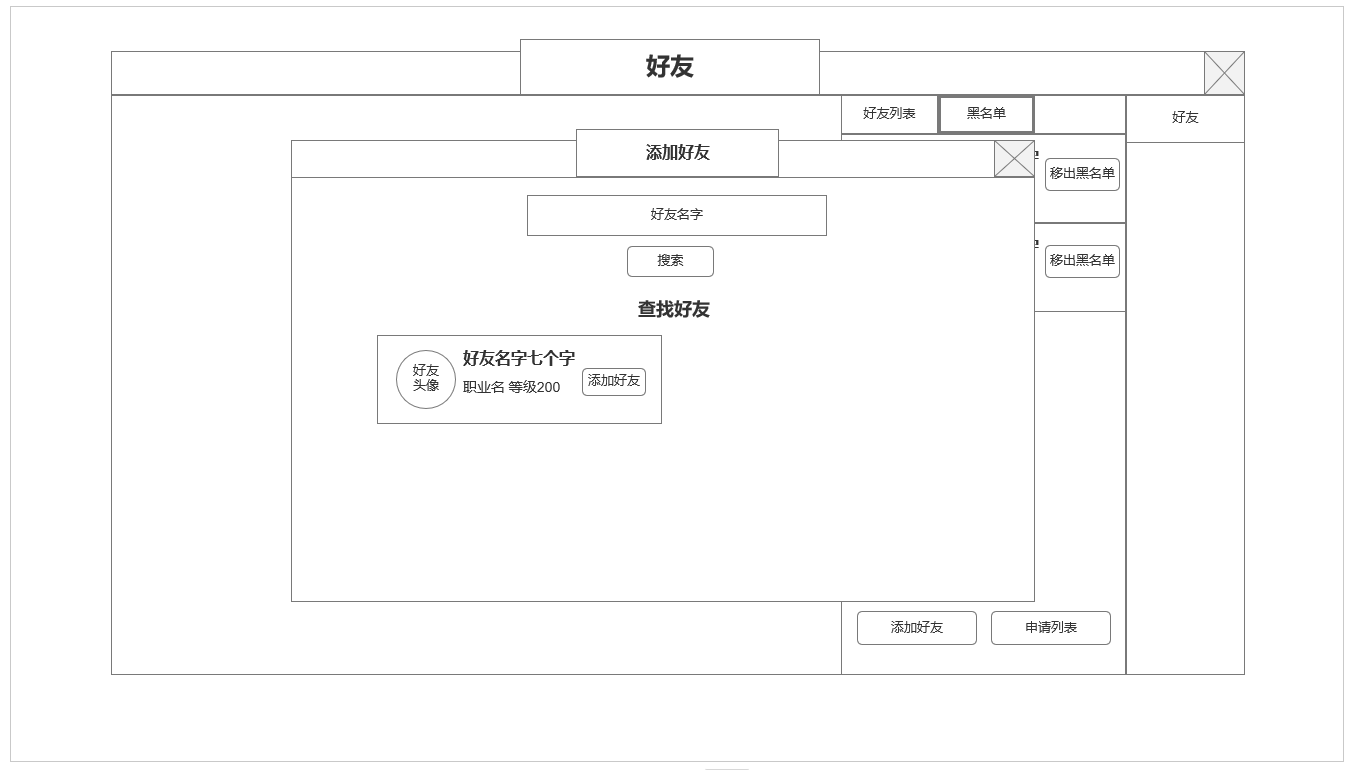 好友
好友列表
黑名单
好友
添加好友
移出黑名单
好友名字
移出黑名单
搜索
查找好友
好友名字七个字
好友
头像
职业名 等级200
添加好友
添加好友
申请列表